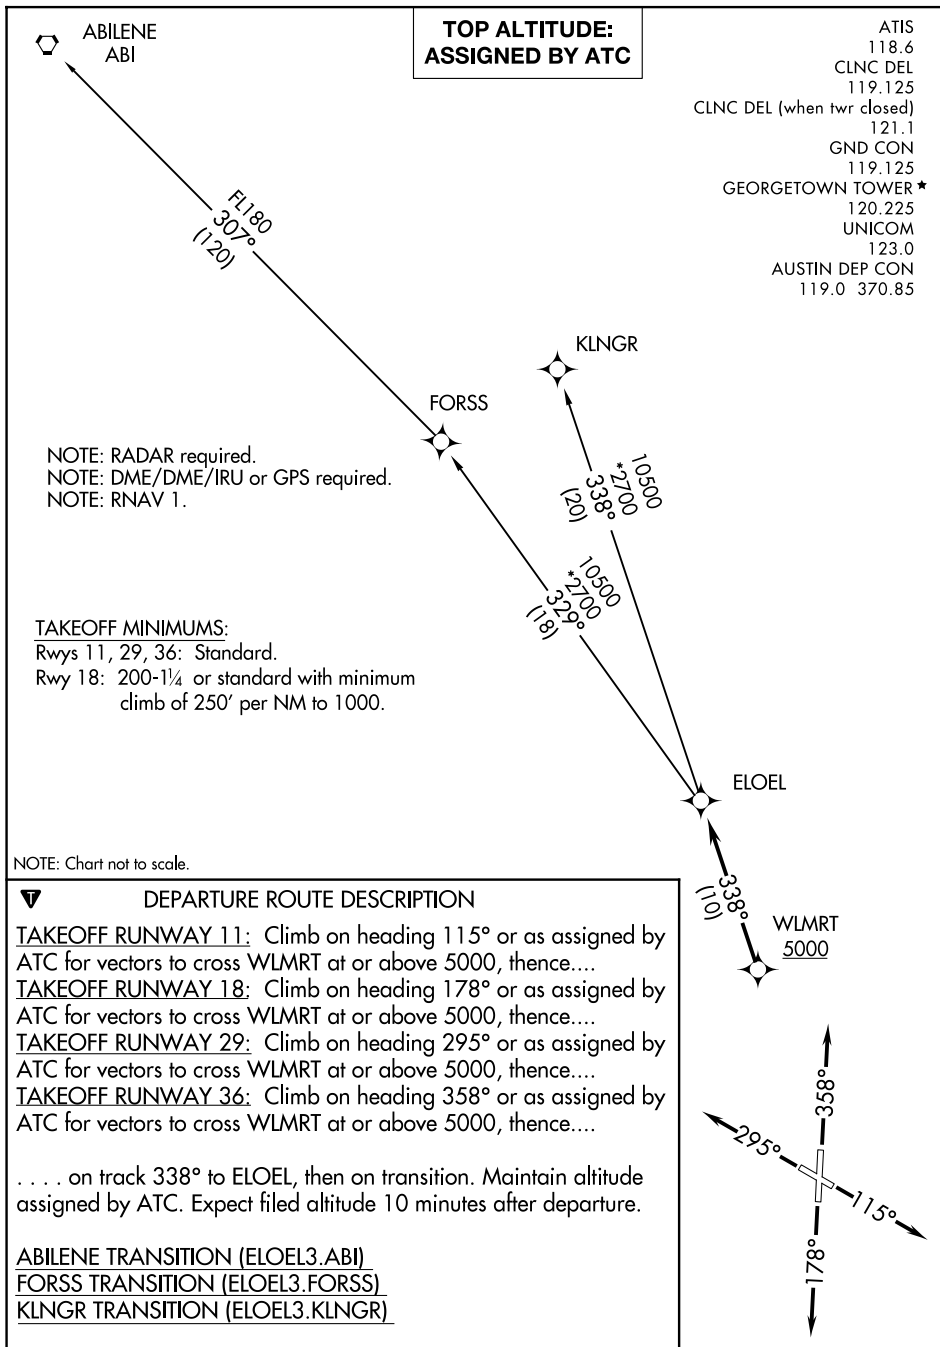 ABILENE
ABI
TOP ALTITUDE:
ASSIGNED BY ATC
ATIS
118.6
CLNC DEL
119.125
CLNC DEL (when twr closed)
121.1
GND CON
119.125
GEORGETOWN TOWER ★
120.225
UNICOM
123.0
AUSTIN DEP CON
119.0 370.85
FL180
307°
(120)
KLNGR
FORSS
10500
*2700
338°
(20)
NOTE: RADAR required.
NOTE: DME/DME/IRU or GPS required.
NOTE: RNAV 1.
10500
*2700
329°
(18)
TAKEOFF MINIMUMS:
Rwys 11, 29, 36: Standard.
Rwy 18: 200-1¼ or standard with minimum
climb of 250' per NM to 1000.
ELOEL
NOTE: Chart not to scale.
338°
(10)
WLMRT
5000
T
DEPARTURE ROUTE DESCRIPTION
TAKEOFF RUNWAY 11: Climb on heading 115° or as assigned by
ATC for vectors to cross WLMRT at or above 5000, thence....
TAKEOFF RUNWAY 18: Climb on heading 178° or as assigned by
ATC for vectors to cross WLMRT at or above 5000, thence....
TAKEOFF RUNWAY 29: Climb on heading 295° or as assigned by
ATC for vectors to cross WLMRT at or above 5000, thence....
TAKEOFF RUNWAY 36: Climb on heading 358° or as assigned by
ATC for vectors to cross WLMRT at or above 5000, thence....
. . . . on track 338° to ELOEL, then on transition. Maintain altitude
assigned by ATC. Expect filed altitude 10 minutes after departure.
ABILENE TRANSITION (ELOEL3.ABI)
FORSS TRANSITION (ELOEL3.FORSS)
KLNGR TRANSITION (ELOEL3.KLNGR)
358°
295°
115°
178°